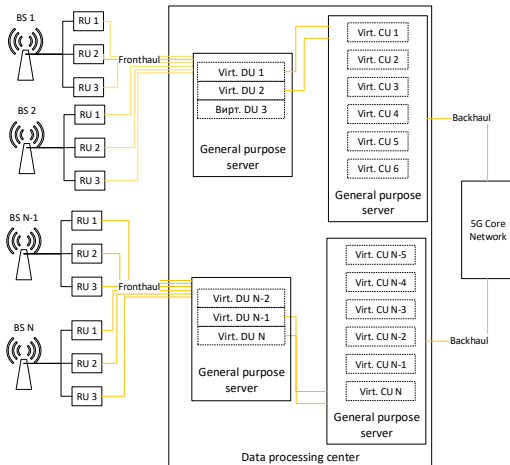 BS 1
RU 1
RU 2
RU 3
Fronthaul
BS 2
RU 1
RU 2
RU 3
Virt. DU 1
Virt. DU 2
Вирт. DU 3
General purpose
server
Virt. CU 1
Virt. CU 2
Virt. CU 3
Virt. CU 4
Virt. CU 5
Virt. CU 6
General purpose
server
Backhaul
5G Core
Network
BS N-1
RU 1
RU 2
RU 3
Fronthaul
BS N
RU 1
RU 2
RU 3
Virt. DU N-2
Virt. DU N-1
Virt. DU N
General purpose
server
Virt. CU N-5
Virt. CU N-4
Virt. CU N-3
Virt. CU N-2
Virt. CU N-1
Virt. CU N
General purpose
server
Backhaul
Data processing center